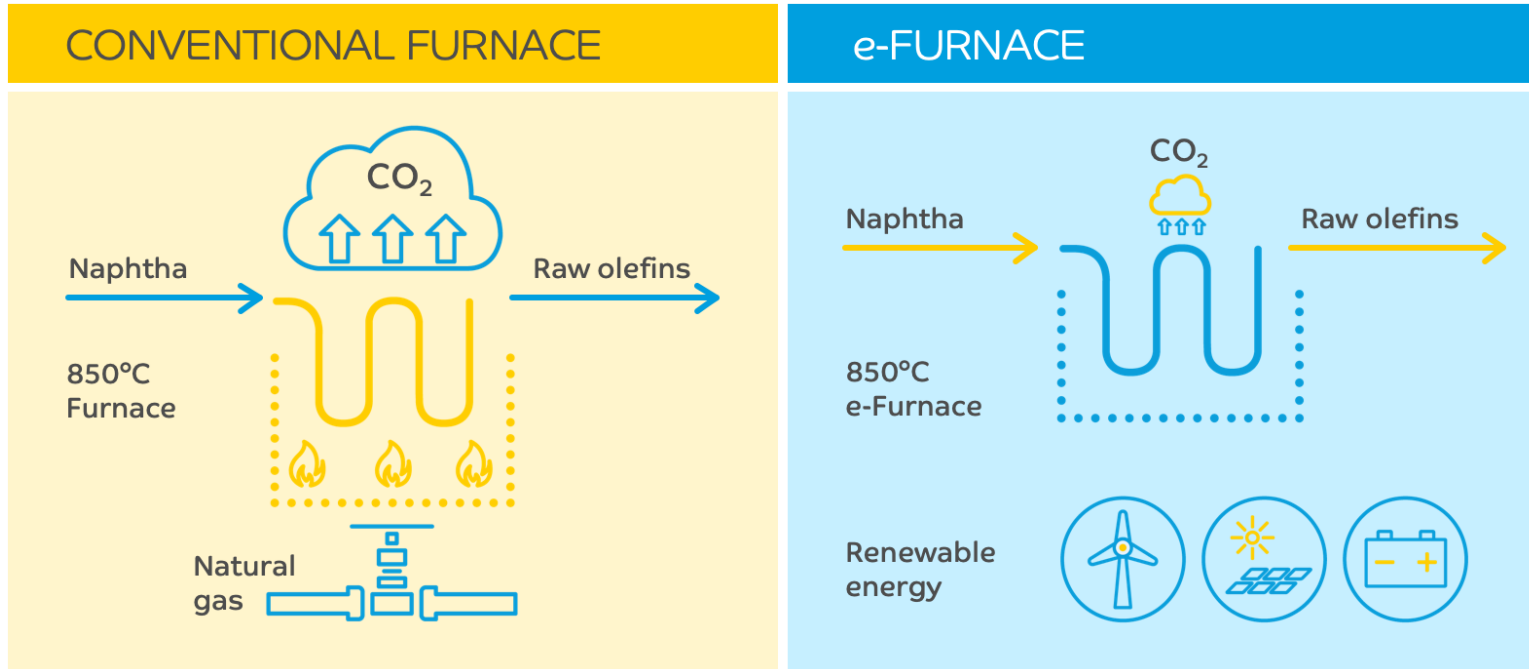 CONVENTIONAL FURNACE
CO₂
Naphtha
Raw olefins
850°C
Furnace
Natural
gas
e-FURNACE
CO₂
Naphtha
Raw olefins
850°C
e-Furnace
Renewable
energy
− +